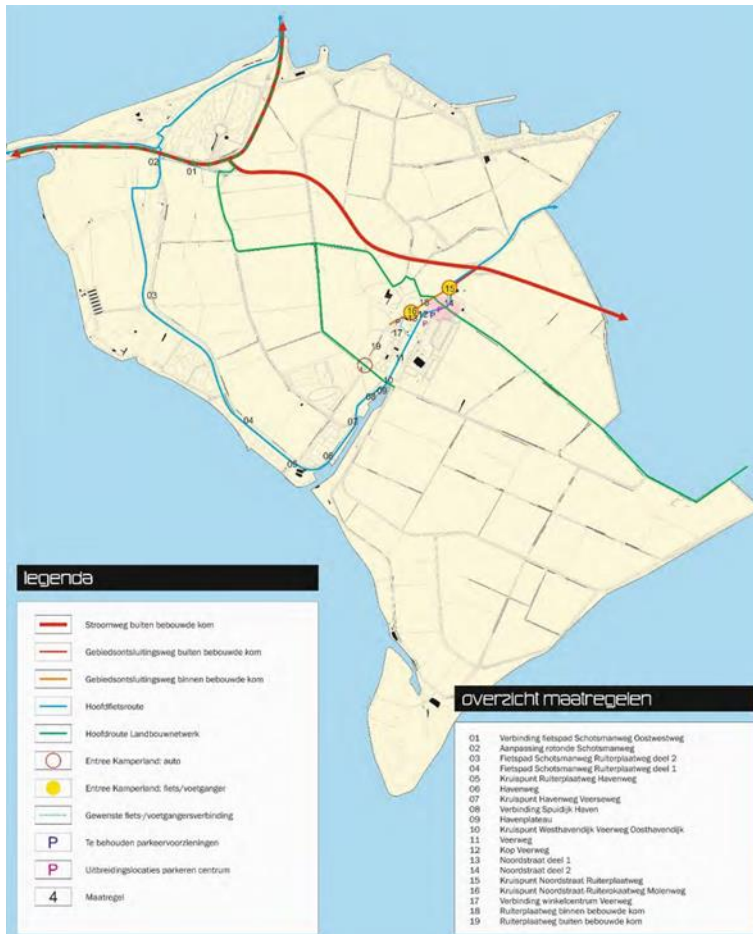 02
01
03
15
18
14
16
13
12
P
P
P
17
19
11
4
10
09
08
07
04
05
06
legenda
Stroomweg buiten bebouwde kom
Gebiedsontsluitingsweg buiten bebouwde kom
Gebiedsontsluitingsweg binnen bebouwde kom
Hoofdfietsroute
Hoofdroute Landbouwnetwerk
Entree Kamperland: auto
Entree Kamperland: fiets/voetganger
Gewenste fiets-/voetgangersverbinding
P Te behouden parkeervoorzieningen
P Uitbreidingslocaties parkeren centrum
4 Maatregel
overzicht maatregelen
01 Verbinding fietspad Schotsmanweg Oostwestweg
02 Aanpassing rotonde Schotsmanweg
03 Fietspad Schotsmanweg Ruiterplaatweg deel 2
04 Fietspad Schotsmanweg Ruiterplaatweg deel 1
05 Kruispunt Ruiterplaatweg Havenweg
06 Havenweg
07 Kruispunt Havenweg Veerseweg
08 Verbinding Spuidijk Haven
09 Havenplateau
10 Kruispunt Westhavendijk Veerweg Oosthavendijk
11 Veerweg
12 Kop Veerweg
13 Noordstraat deel 1
14 Noordstraat deel 2
15 Kruispunt Noordstraat Ruiterplaatweg
16 Kruispunt Noordstraat-Ruiterokaatweg Molenweg
17 Verbinding winkelcentrum Veerweg
18 Ruiterplaatweg binnen bebouwde kom
19 Ruiterplaatweg buiten bebouwde kom